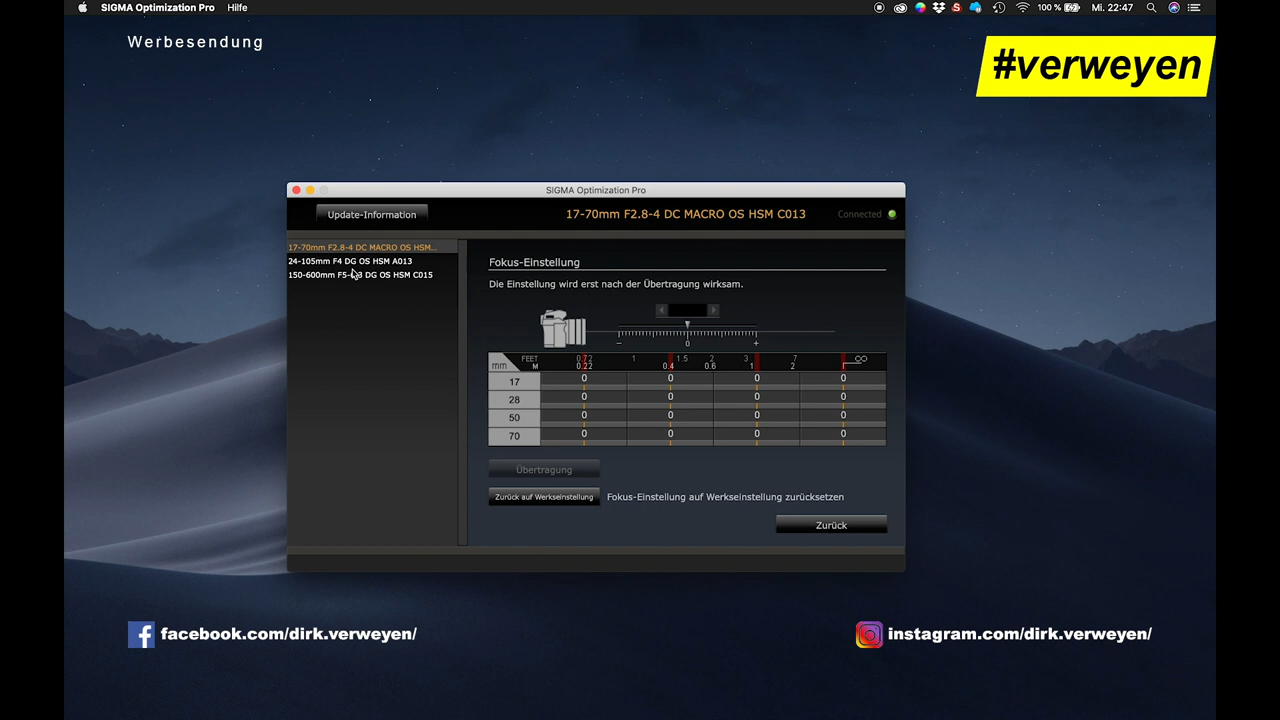 SIGMA Optimization Pro Hilfe 100 % Mi. 22:47
Werbesendung
#verweyen
SIGMA Optimization Pro
Update-Information
17-70mm F2.8-4 DC MACRO OS HSM C013
Connected
17-70mm F2.8-4 DC MACRO OS HSM...
24-105mm F4 DG OS HSM A013
150-600mm F5- 3 DG OS HSM C015
Fokus-Einstellung
Die Einstellung wird erst nach der Übertragung wirksam.
- 0 +
FEET 0.72 1 1.5 2 3 7 ∞
mm M 0.22 0.4 0.6 1 2
17 0 0 0 0
28 0 0 0 0
50 0 0 0 0
70 0 0 0 0
Übertragung
Zurück auf Werkseinstellung Fokus-Einstellung auf Werkseinstellung zurücksetzen
Zurück
facebook.com/dirk.verweyen/
instagram.com/dirk.verweyen/